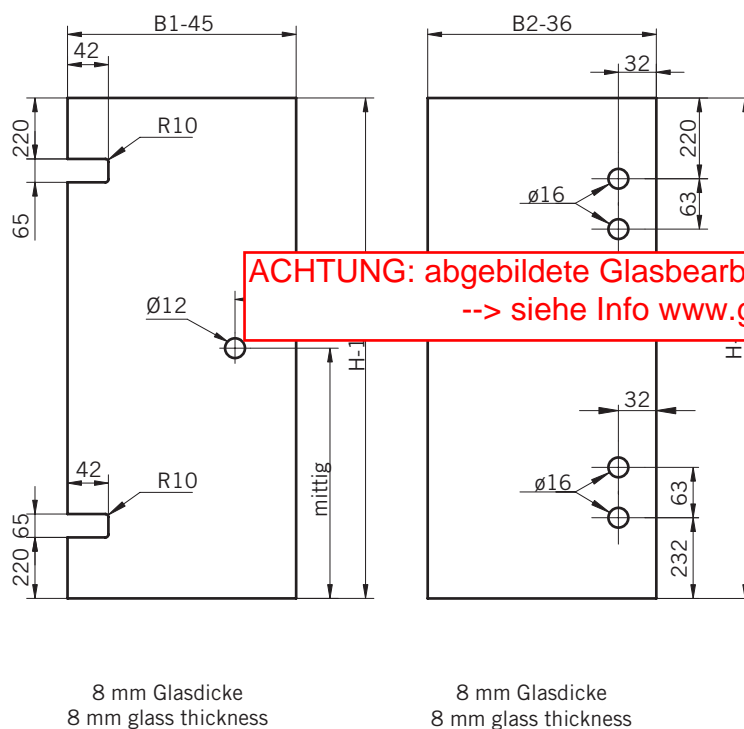 B1-45
B2-36
42
32
220
R10
220
65
ø16
63
ACHTUNG: abgebildete Glasbearb
--> siehe Info www.g
Ø12
H-1
H-
mittig
32
42
R10
65
ø16
63
220
232
8 mm Glasdicke
8 mm glass thickness
8 mm Glasdicke
8 mm glass thickness